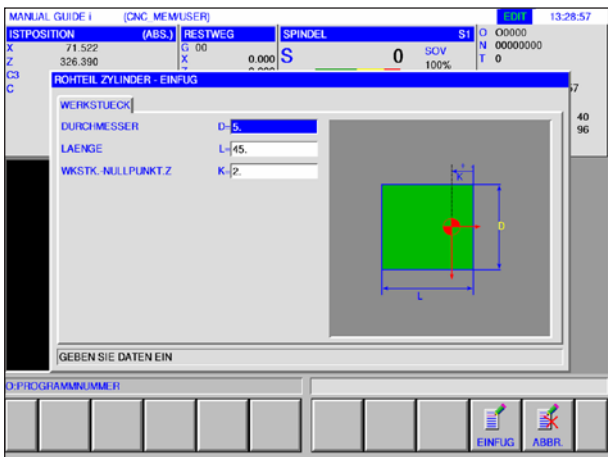 MANUAL GUIDE i (CNC_MEM/USER) EDIT 13:28:57
ISTPOSITION (ABS.) RESTWEG SPINDEL S1 O O0000
X 71.522 G 00 N 00000000
Z 326.390 X 0.000 S 0 SOV 100% T 0
C3 Z 0.000
C
ROHTEIL ZYLINDER - EINFUG
WERKSTUECK
DURCHMESSER D= 5.
LAENGE L= 45.
WKSTK.-NULLPUNKT.Z K= 2.
K
D
L
40
96
GEBEN SIE DATEN EIN
O:PROGRAMMNUMMER
EINFUG ABBR.